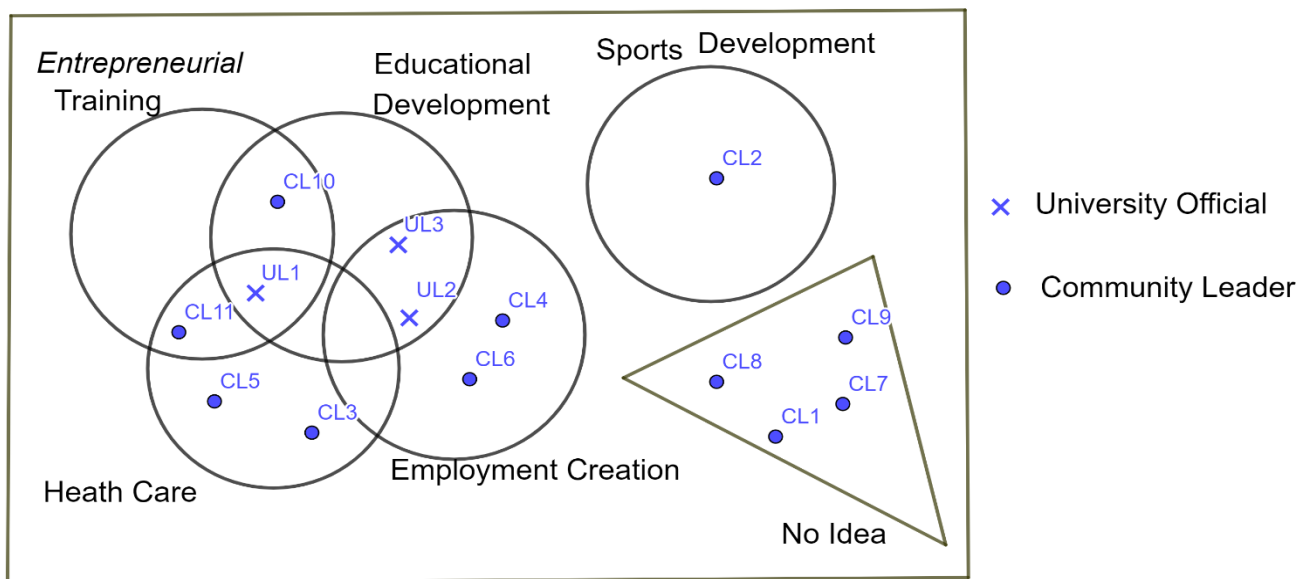 Entrepreneurial
Training
Educational
Development
Sports Development
CL2
CL10
UL3
UL1
UL2
CL4
CL11
CL6
CL5
CL3
CL9
CL8
CL7
CL1
Heath Care
Employment Creation
No Idea
University Official
Community Leader